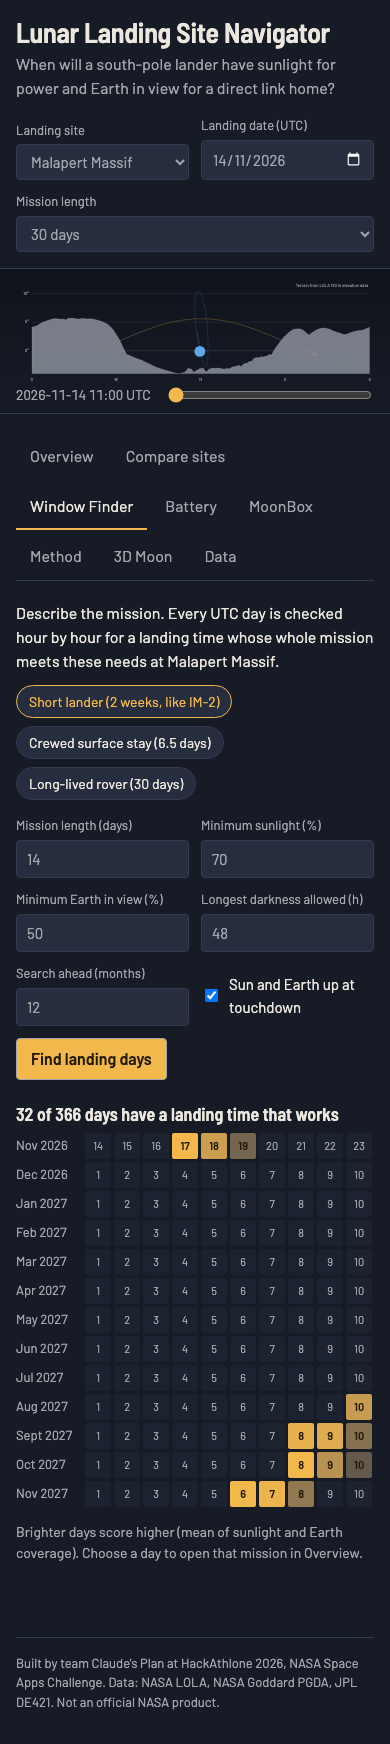 Lunar Landing Site Navigator
When will a south-pole lander have sunlight for
power and Earth in view for a direct link home?
Landing site
Landing date (UTC)
Malapert Massif
14/11/2026
Mission length
30 days
Terrain from LOLA
elevation data
2026-11-14 11:00 UTC
Overview
Compare sites
Window Finder
Battery
MoonBox
Method
3D Moon
Data
Describe the mission. Every UTC day is checked
hour by hour for a landing time whose whole mission
meets these needs at Malapert Massif.
Short lander (2 weeks, like IM-2)
Crewed surface stay (6.5 days)
Long-lived rover (30 days)
Mission length (days)
Minimum sunlight (%)
14
70
Minimum Earth in view (%)
Longest darkness allowed (h)
50
48
Search ahead (months)
12
Sun and Earth up at
touchdown
Find landing days
32 of 366 days have a landing time that works
Nov 2026 14 15 16 17 18 19 20 21 22 23
Dec 2026 1 2 3 4 5 6 7 8 9 10
Jan 2027 1 2 3 4 5 6 7 8 9 10
Feb 2027 1 2 3 4 5 6 7 8 9 10
Mar 2027 1 2 3 4 5 6 7 8 9 10
Apr 2027 1 2 3 4 5 6 7 8 9 10
May 2027 1 2 3 4 5 6 7 8 9 10
Jun 2027 1 2 3 4 5 6 7 8 9 10
Jul 2027 1 2 3 4 5 6 7 8 9 10
Aug 2027 1 2 3 4 5 6 7 8 9 10
Sept 2027 1 2 3 4 5 6 7 8 9 10
Oct 2027 1 2 3 4 5 6 7 8 9 10
Nov 2027 1 2 3 4 5 6 7 8 9 10
Brighter days score higher (mean of sunlight and Earth
coverage). Choose a day to open that mission in Overview.
Built by team Claude's Plan at HackAthlone 2026, NASA Space
Apps Challenge. Data: NASA LOLA, NASA Goddard PGDA, JPL
DE421. Not an official NASA product.